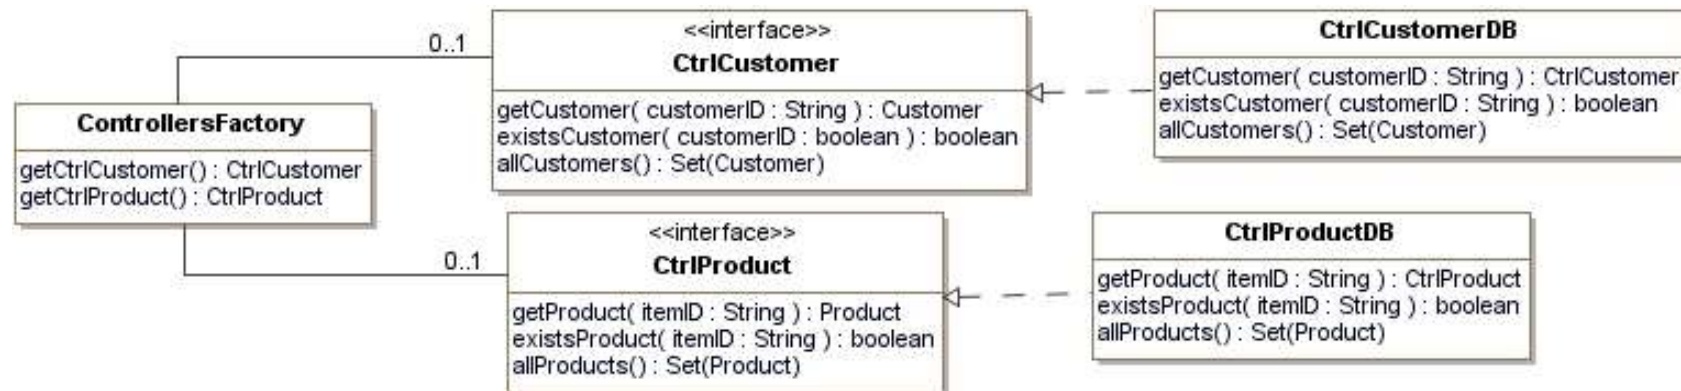 0..1
<<interface>>
CtrlCustomer
getCustomer( customerID : String ) : Customer
existsCustomer( customerID : boolean ) : boolean
allCustomers() : Set(Customer)
CtrlCustomerDB
getCustomer( customerID : String ) : CtrlCustomer
existsCustomer( customerID : String ) : boolean
allCustomers() : Set(Customer)
ControllersFactory
getCtrlCustomer() : CtrlCustomer
getCtrlProduct() : CtrlProduct
0..1
<<interface>>
CtrlProduct
getProduct( itemID : String ) : Product
existsProduct( itemID : String ) : boolean
allProducts() : Set(Product)
CtrlProductDB
getProduct( itemID : String ) : CtrlProduct
existsProduct( itemID : String ) : boolean
allProducts() : Set(Product)